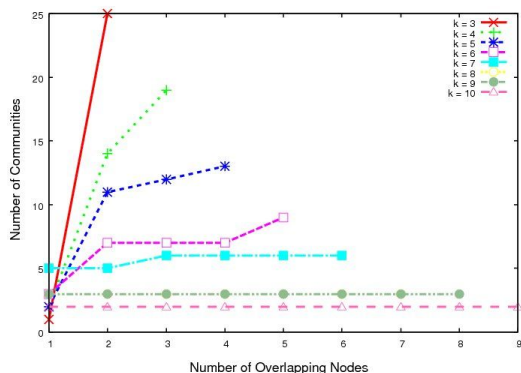 25
20
15
10
5
0
Number of Communities
k = 3
k = 4
k = 5
k = 6
k = 7
k = 8
k = 9
k = 10
1 2 3 4 5 6 7 8 9
Number of Overlapping Nodes